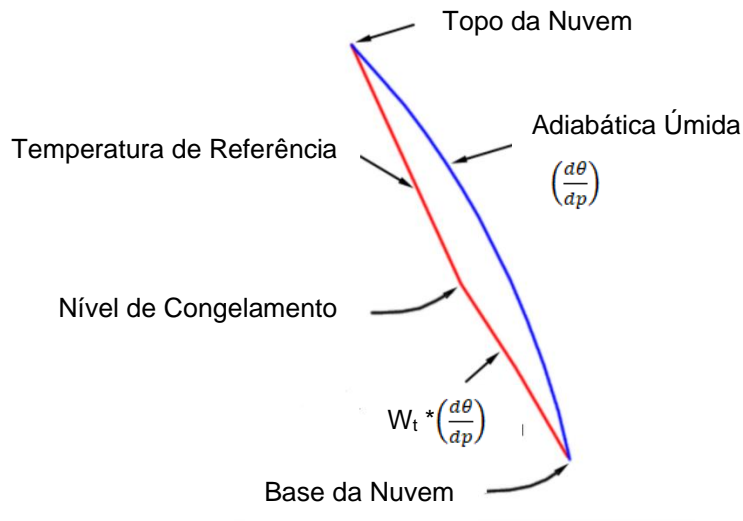 Topo da Nuvem
Adiabática Úmida
(dθ/dp)
Temperatura de Referência
Nível de Congelamento
Wt *(dθ/dp)
Base da Nuvem